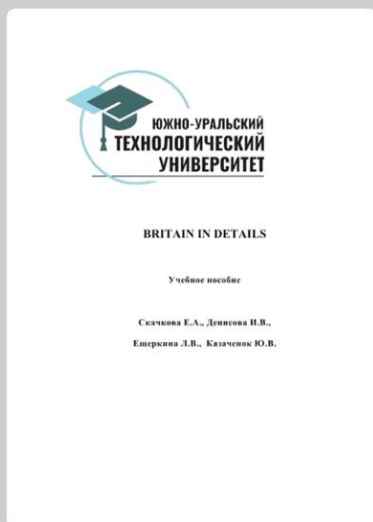 ЮЖНО-УРАЛЬСКИЙ
ТЕХНОЛОГИЧЕСКИЙ
УНИВЕРСИТЕТ
BRITAIN IN DETAILS
Учебное пособие
Скачкова Е.А., Денисова И.В.,
Ещеркина Л.В., Казаченок Ю.В.